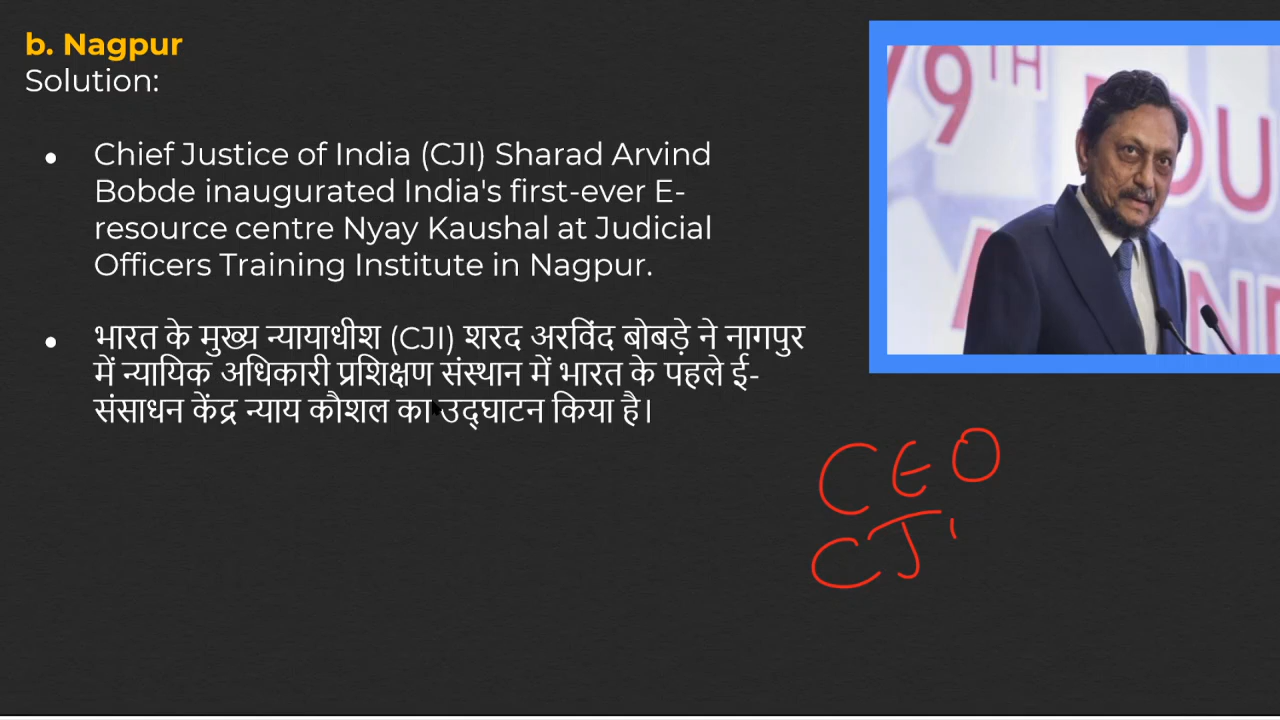 b. Nagpur
Solution:
● Chief Justice of India (CJI) Sharad Arvind
Bobde inaugurated India's first-ever E-
resource centre Nyay Kaushal at Judicial
Officers Training Institute in Nagpur.
● भारत के मुख्य न्यायाधीश (CJI) शरद अरविंद बोबड़े ने नागपुर
में न्यायिक अधिकारी प्रशिक्षण संस्थान में भारत के पहले ई-
संसाधन केंद्र न्याय कौशल का उद्घाटन किया है।
9TH
CEO
CJI